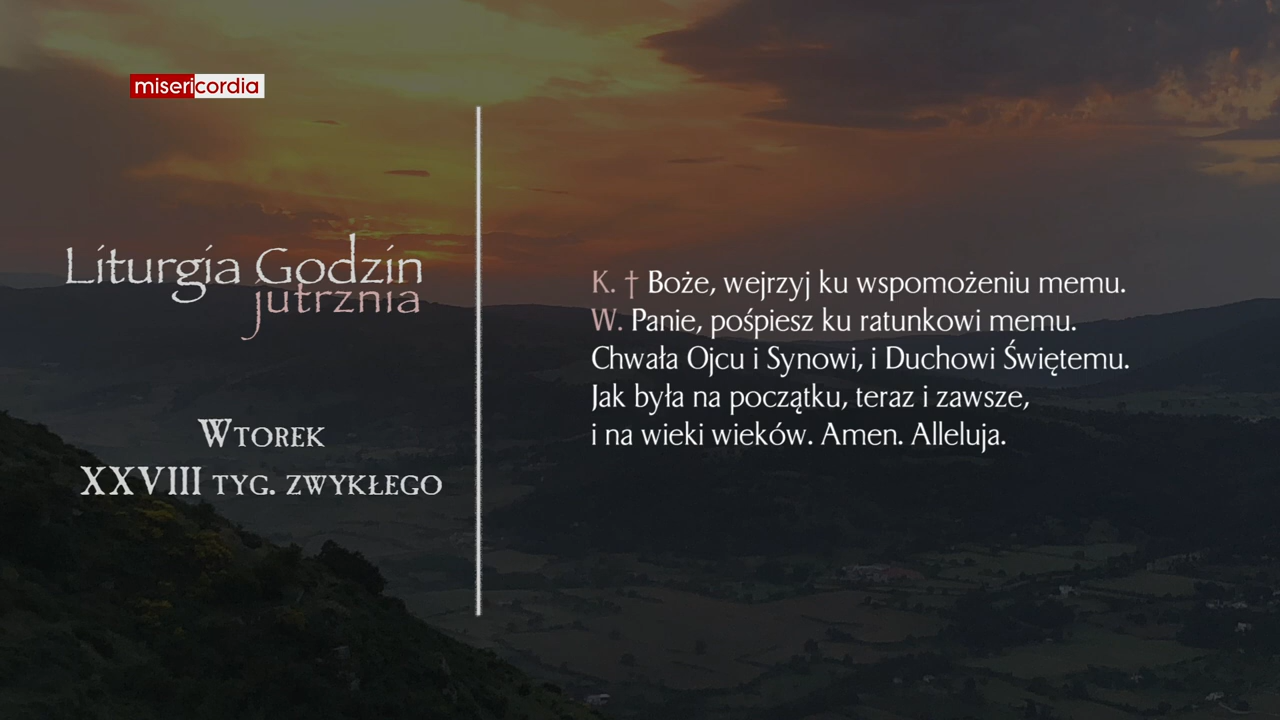 misericordia
Liturgia Godzin
jutrznia
Wtorek
XXVIII tyg. zwykłego
K. † Boże, wejrzyj ku wspomożeniu memu.
W. Panie, pośpiesz ku ratunkowi memu.
Chwała Ojcu i Synowi, i Duchowi Świętemu.
Jak była na początku, teraz i zawsze,
i na wieki wieków. Amen. Alleluja.